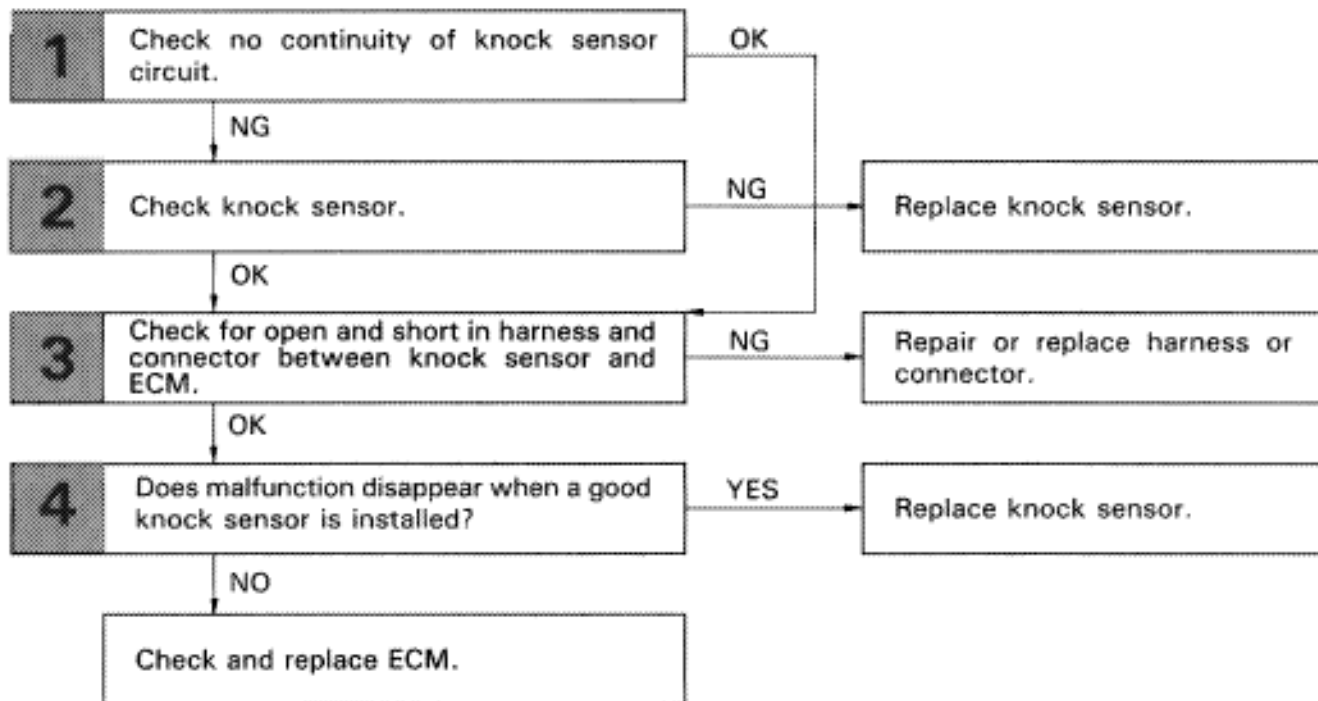 1
Check no continuity of knock sensor
circuit.
OK
NG
2
Check knock sensor.
NG
Replace knock sensor.
OK
3
Check for open and short in harness and
connector between knock sensor and
ECM.
NG
Repair or replace harness or
connector.
OK
4
Does malfunction disappear when a good
knock sensor is installed?
YES
Replace knock sensor.
NO
Check and replace ECM.